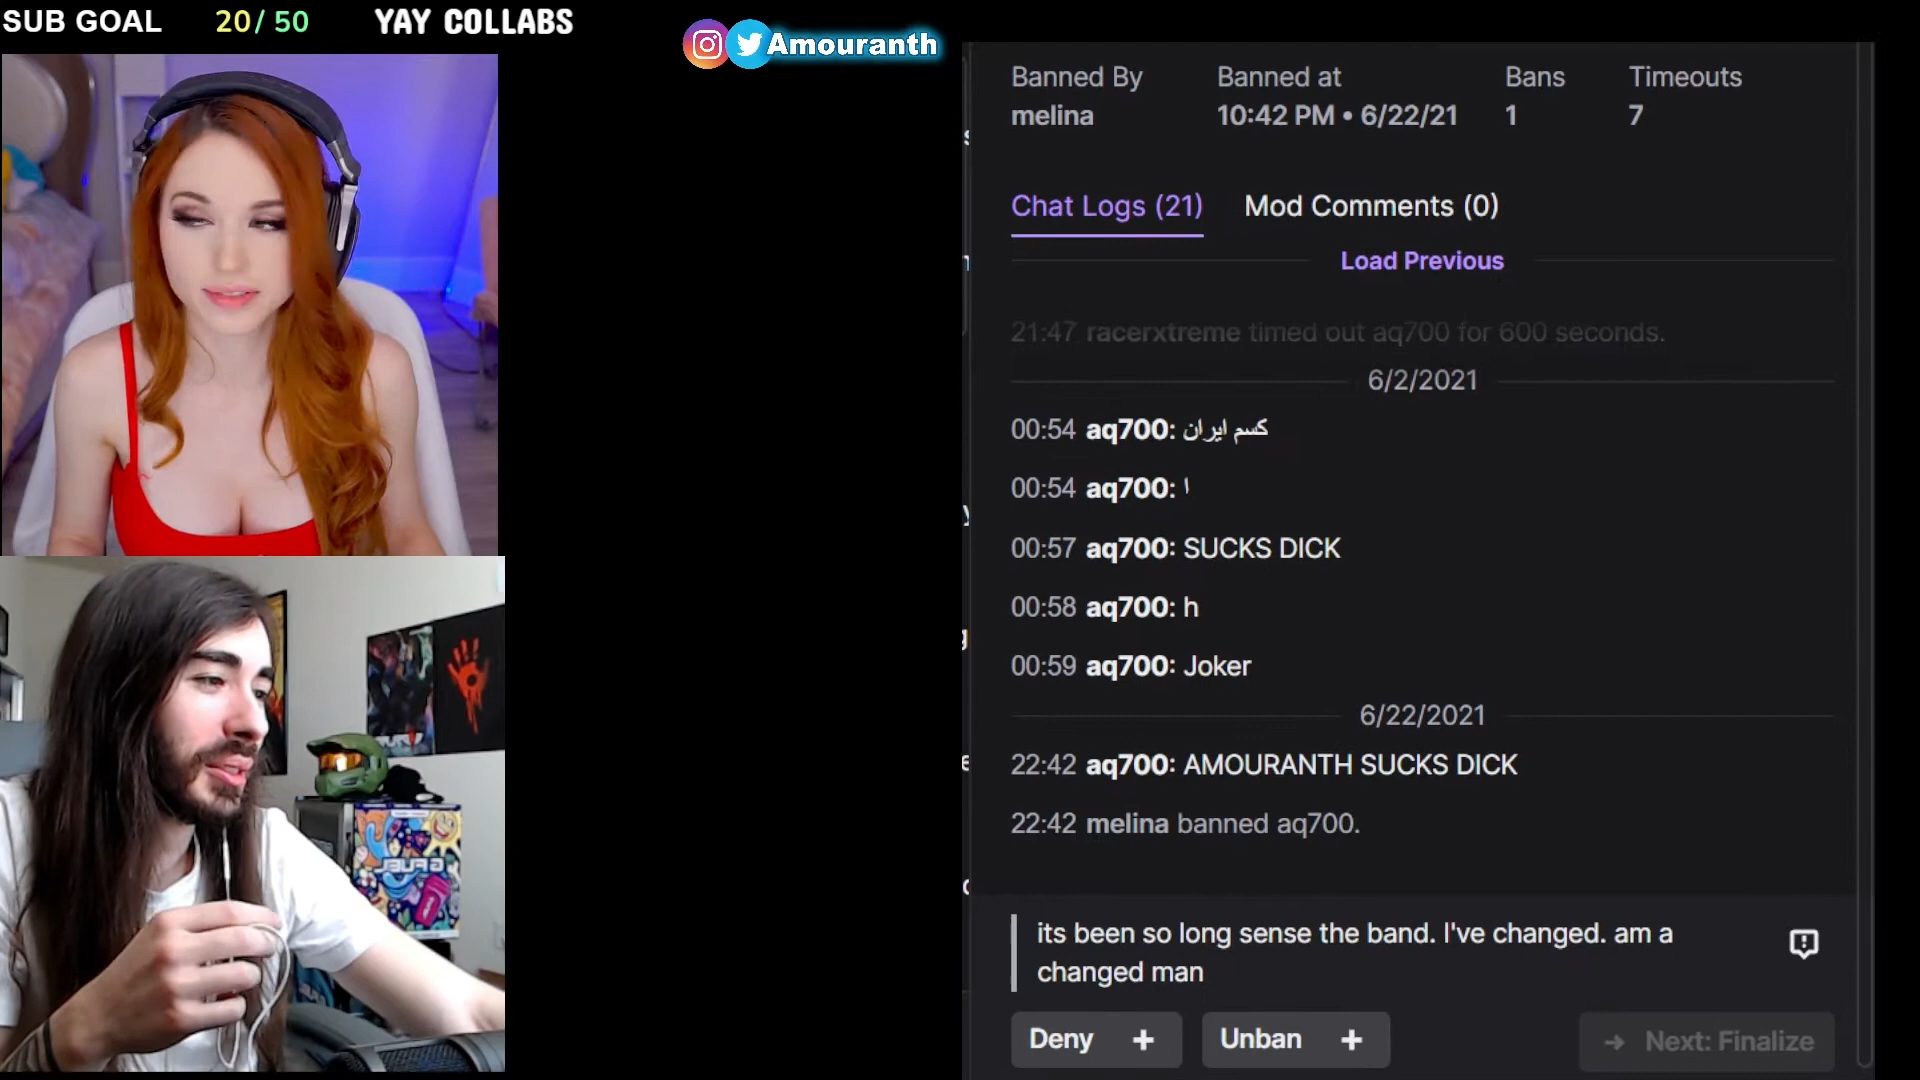 SUB GOAL 20/ 50 YAY COLLABS
Amouranth
Banned By Banned at Bans Timeouts
melina 10:42 PM • 6/22/21 1 7
Chat Logs (21) Mod Comments (0)
Load Previous
21:47 racerxtreme timed out aq700 for 600 seconds.
6/2/2021
00:54 aq700: كسم ايران
00:54 aq700: ا
00:57 aq700: SUCKS DICK
00:58 aq700: h
00:59 aq700: Joker
6/22/2021
22:42 aq700: AMOURANTH SUCKS DICK
22:42 melina banned aq700.
its been so long sense the band. I've changed. am a
changed man
Deny + Unban + → Next: Finalize